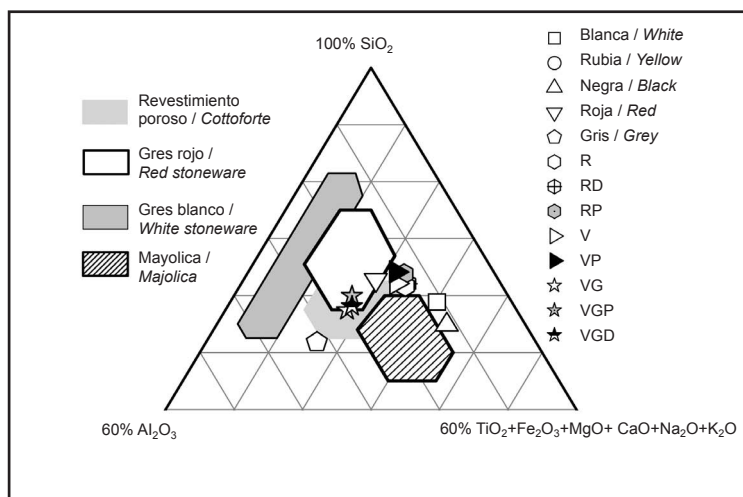 100% SiO₂
Revestimiento
poroso / Cottoforte
Gres rojo /
Red stoneware
Gres blanco /
White stoneware
Mayolica /
Majolica
Blanca / White
Rubia / Yellow
Negra / Black
Roja / Red
Gris / Grey
R
RD
RP
V
VP
VG
VGP
VGD
60% Al₂O₃
60% TiO₂+Fe₂O₃+MgO+ CaO+Na₂O+K₂O